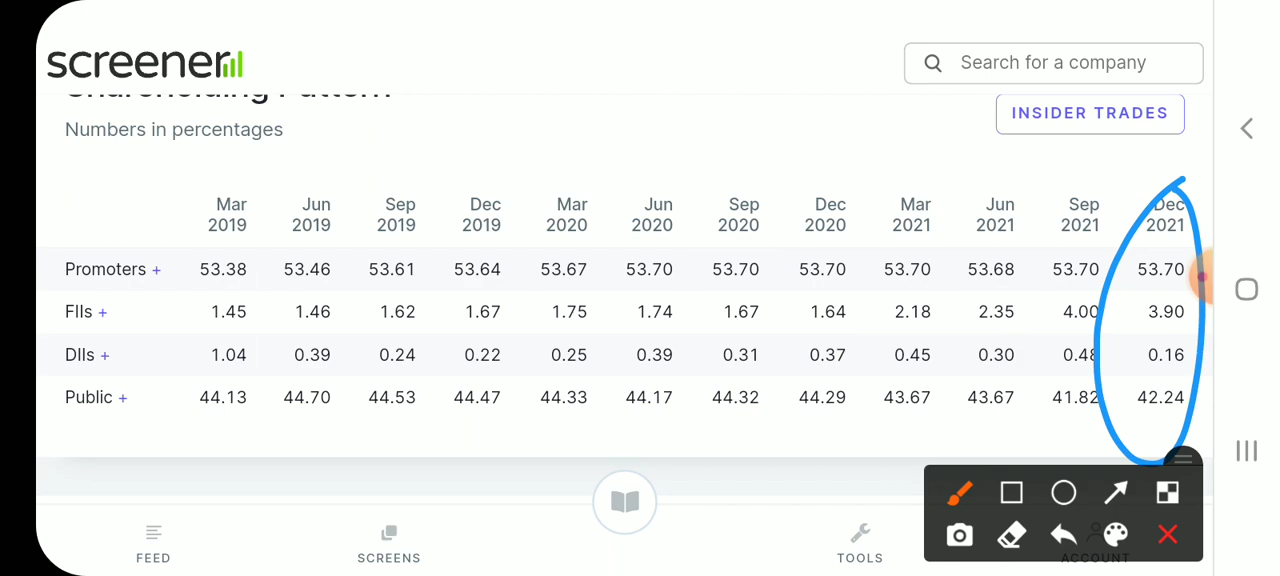 screener
Search for a company
Shareholding Pattern
Numbers in percentages
INSIDER TRADES
Mar 2019 Jun 2019 Sep 2019 Dec 2019 Mar 2020 Jun 2020 Sep 2020 Dec 2020 Mar 2021 Jun 2021 Sep 2021 Dec 2021
Promoters + 53.38 53.46 53.61 53.64 53.67 53.70 53.70 53.70 53.70 53.68 53.70 53.70
FIIs + 1.45 1.46 1.62 1.67 1.75 1.74 1.67 1.64 2.18 2.35 4.00 3.90
DIIs + 1.04 0.39 0.24 0.22 0.25 0.39 0.31 0.37 0.45 0.30 0.48 0.16
Public + 44.13 44.70 44.53 44.47 44.33 44.17 44.32 44.29 43.67 43.67 41.82 42.24
FEED SCREENS TOOLS ACCOUNT